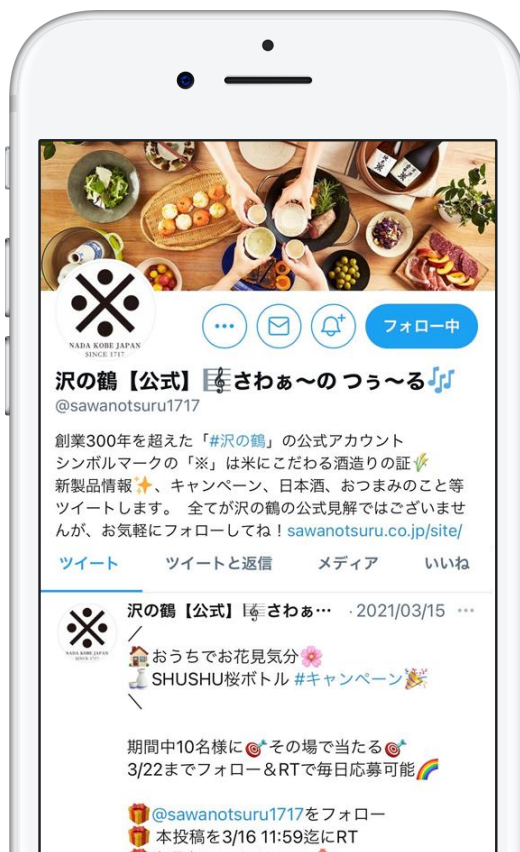 NADA KOBE JAPAN
SINCE 1717
フォロー中
沢の鶴【公式】🎼さわぁ〜の つぅ〜る🎶
@sawanotsuru1717
創業300年を超えた「#沢の鶴」の公式アカウント
シンボルマークの「※」は米にこだわる酒造りの証🌾
新製品情報✨、キャンペーン、日本酒、おつまみのこと等
ツイートします。 全てが沢の鶴の公式見解ではございませ
んが、お気軽にフォローしてね！sawanotsuru.co.jp/site/
ツイート ツイートと返信 メディア いいね
沢の鶴【公式】🎼さわぁ… ·2021/03/15 …
NADA KOBE JAPAN
SINCE 1717
／
🏠おうちでお花見気分🌸
🍶SHUSHU桜ボトル #キャンペーン🎉
＼
期間中10名様に🎯その場で当たる🎯
3/22までフォロー＆RTで毎日応募可能🌈
🎁@sawanotsuru1717をフォロー
🎁 本投稿を3/16 11:59迄にRT